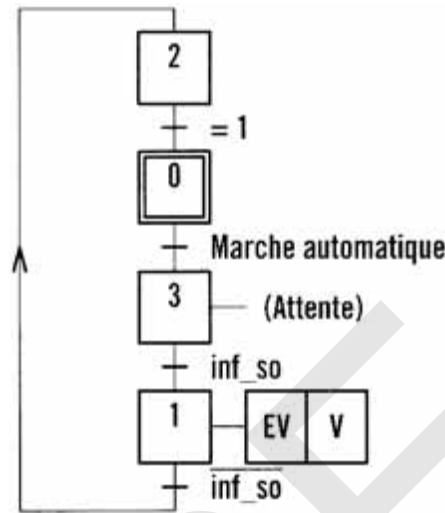 2
= 1
0
Marche automatique
3
(Attente)
inf_so
1
EV
V
inf_so